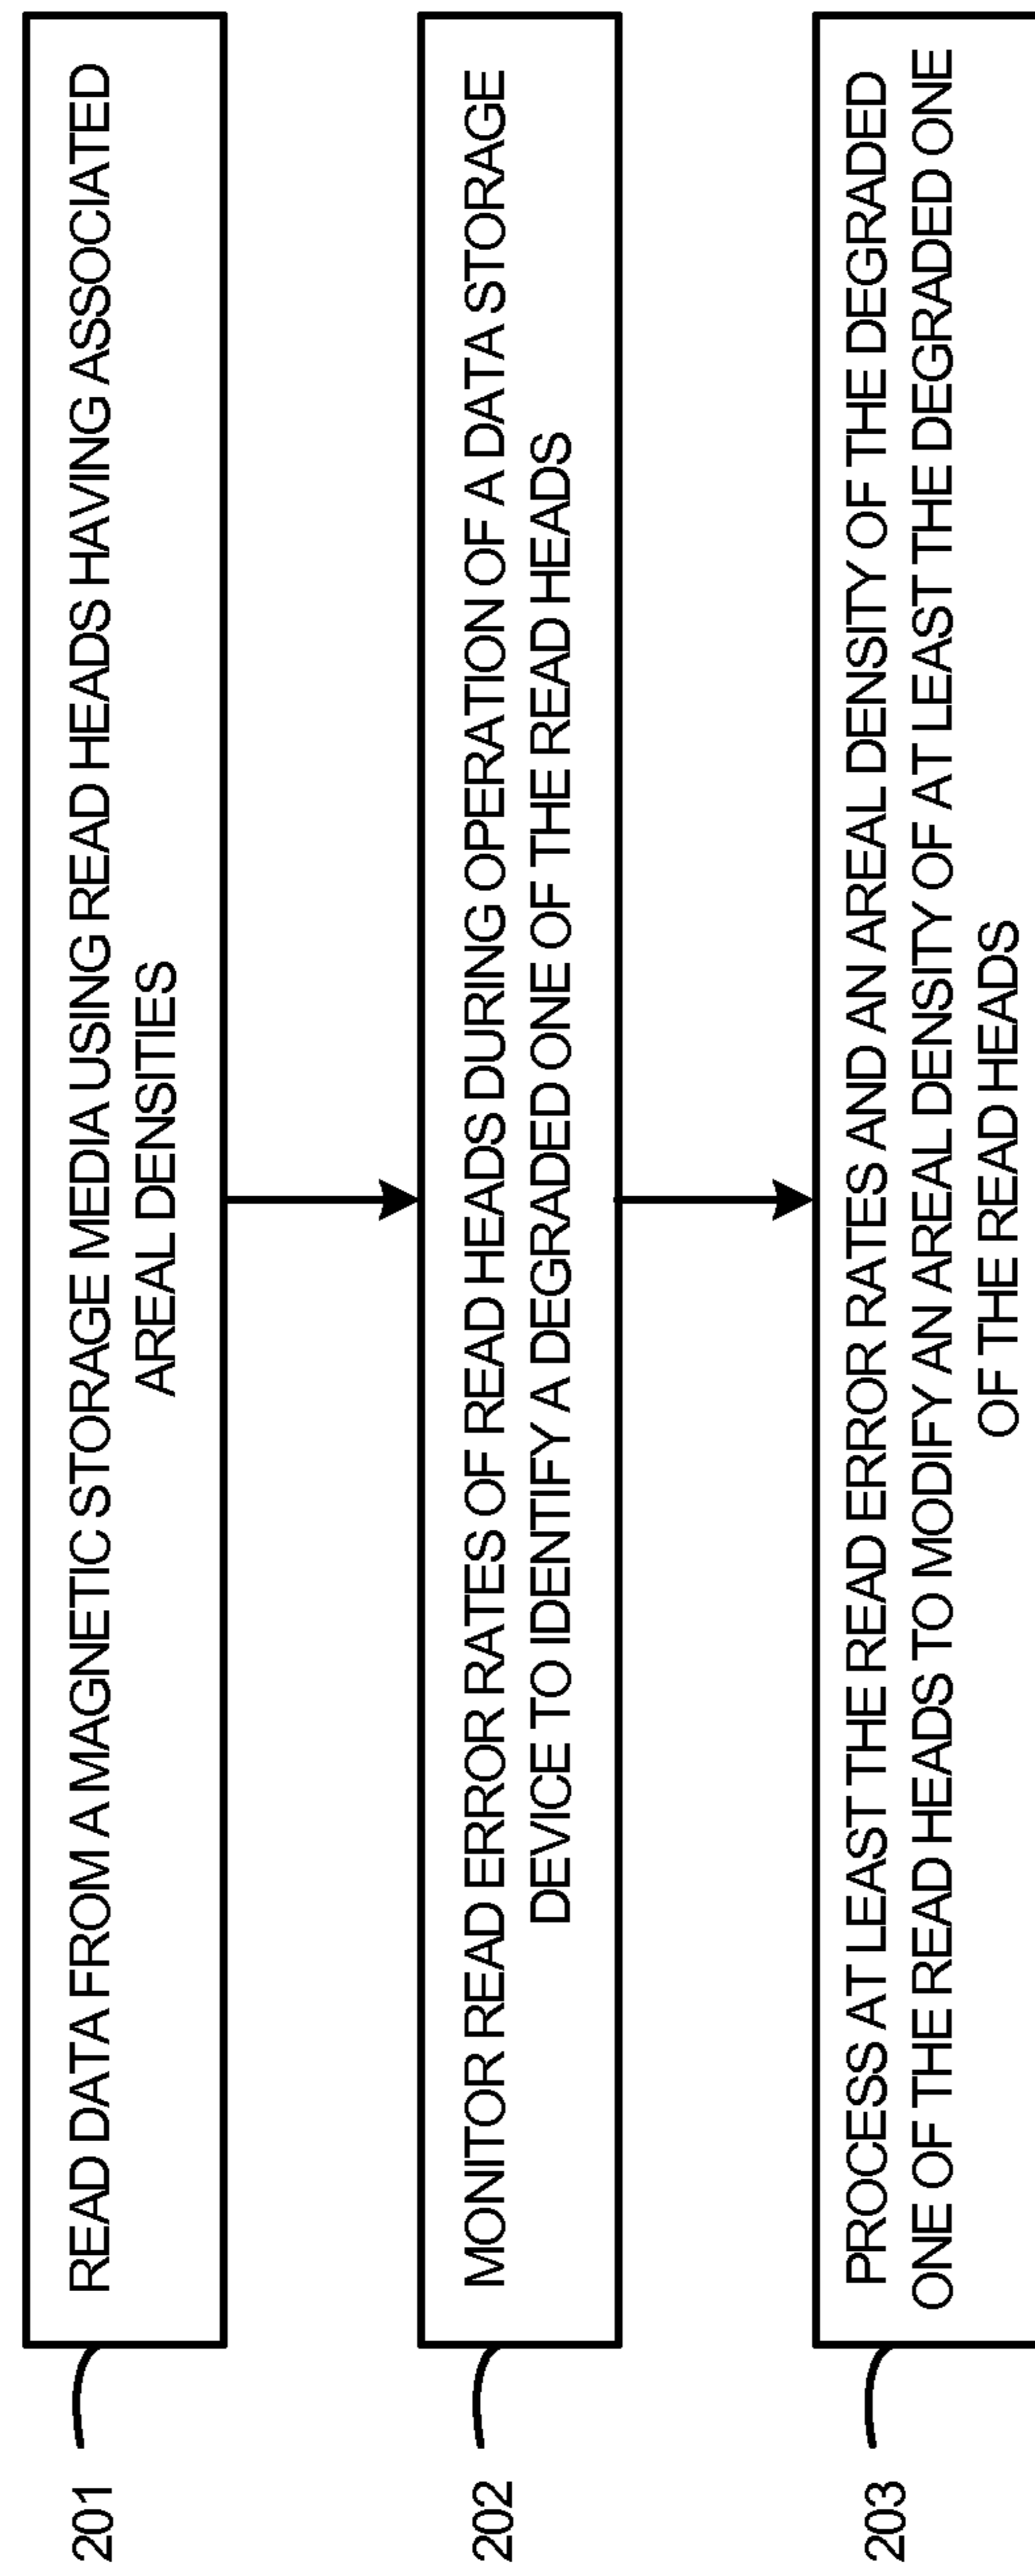 201
READ DATA FROM A MAGNETIC STORAGE MEDIA USING READ HEADS HAVING ASSOCIATED
AREAL DENSITIES
202
MONITOR READ ERROR RATES OF READ HEADS DURING OPERATION OF A DATA STORAGE
DEVICE TO IDENTIFY A DEGRADED ONE OF THE READ HEADS
203
PROCESS AT LEAST THE READ ERROR RATES AND AN AREAL DENSITY OF THE DEGRADED
ONE OF THE READ HEADS TO MODIFY AN AREAL DENSITY OF AT LEAST THE DEGRADED ONE
OF THE READ HEADS